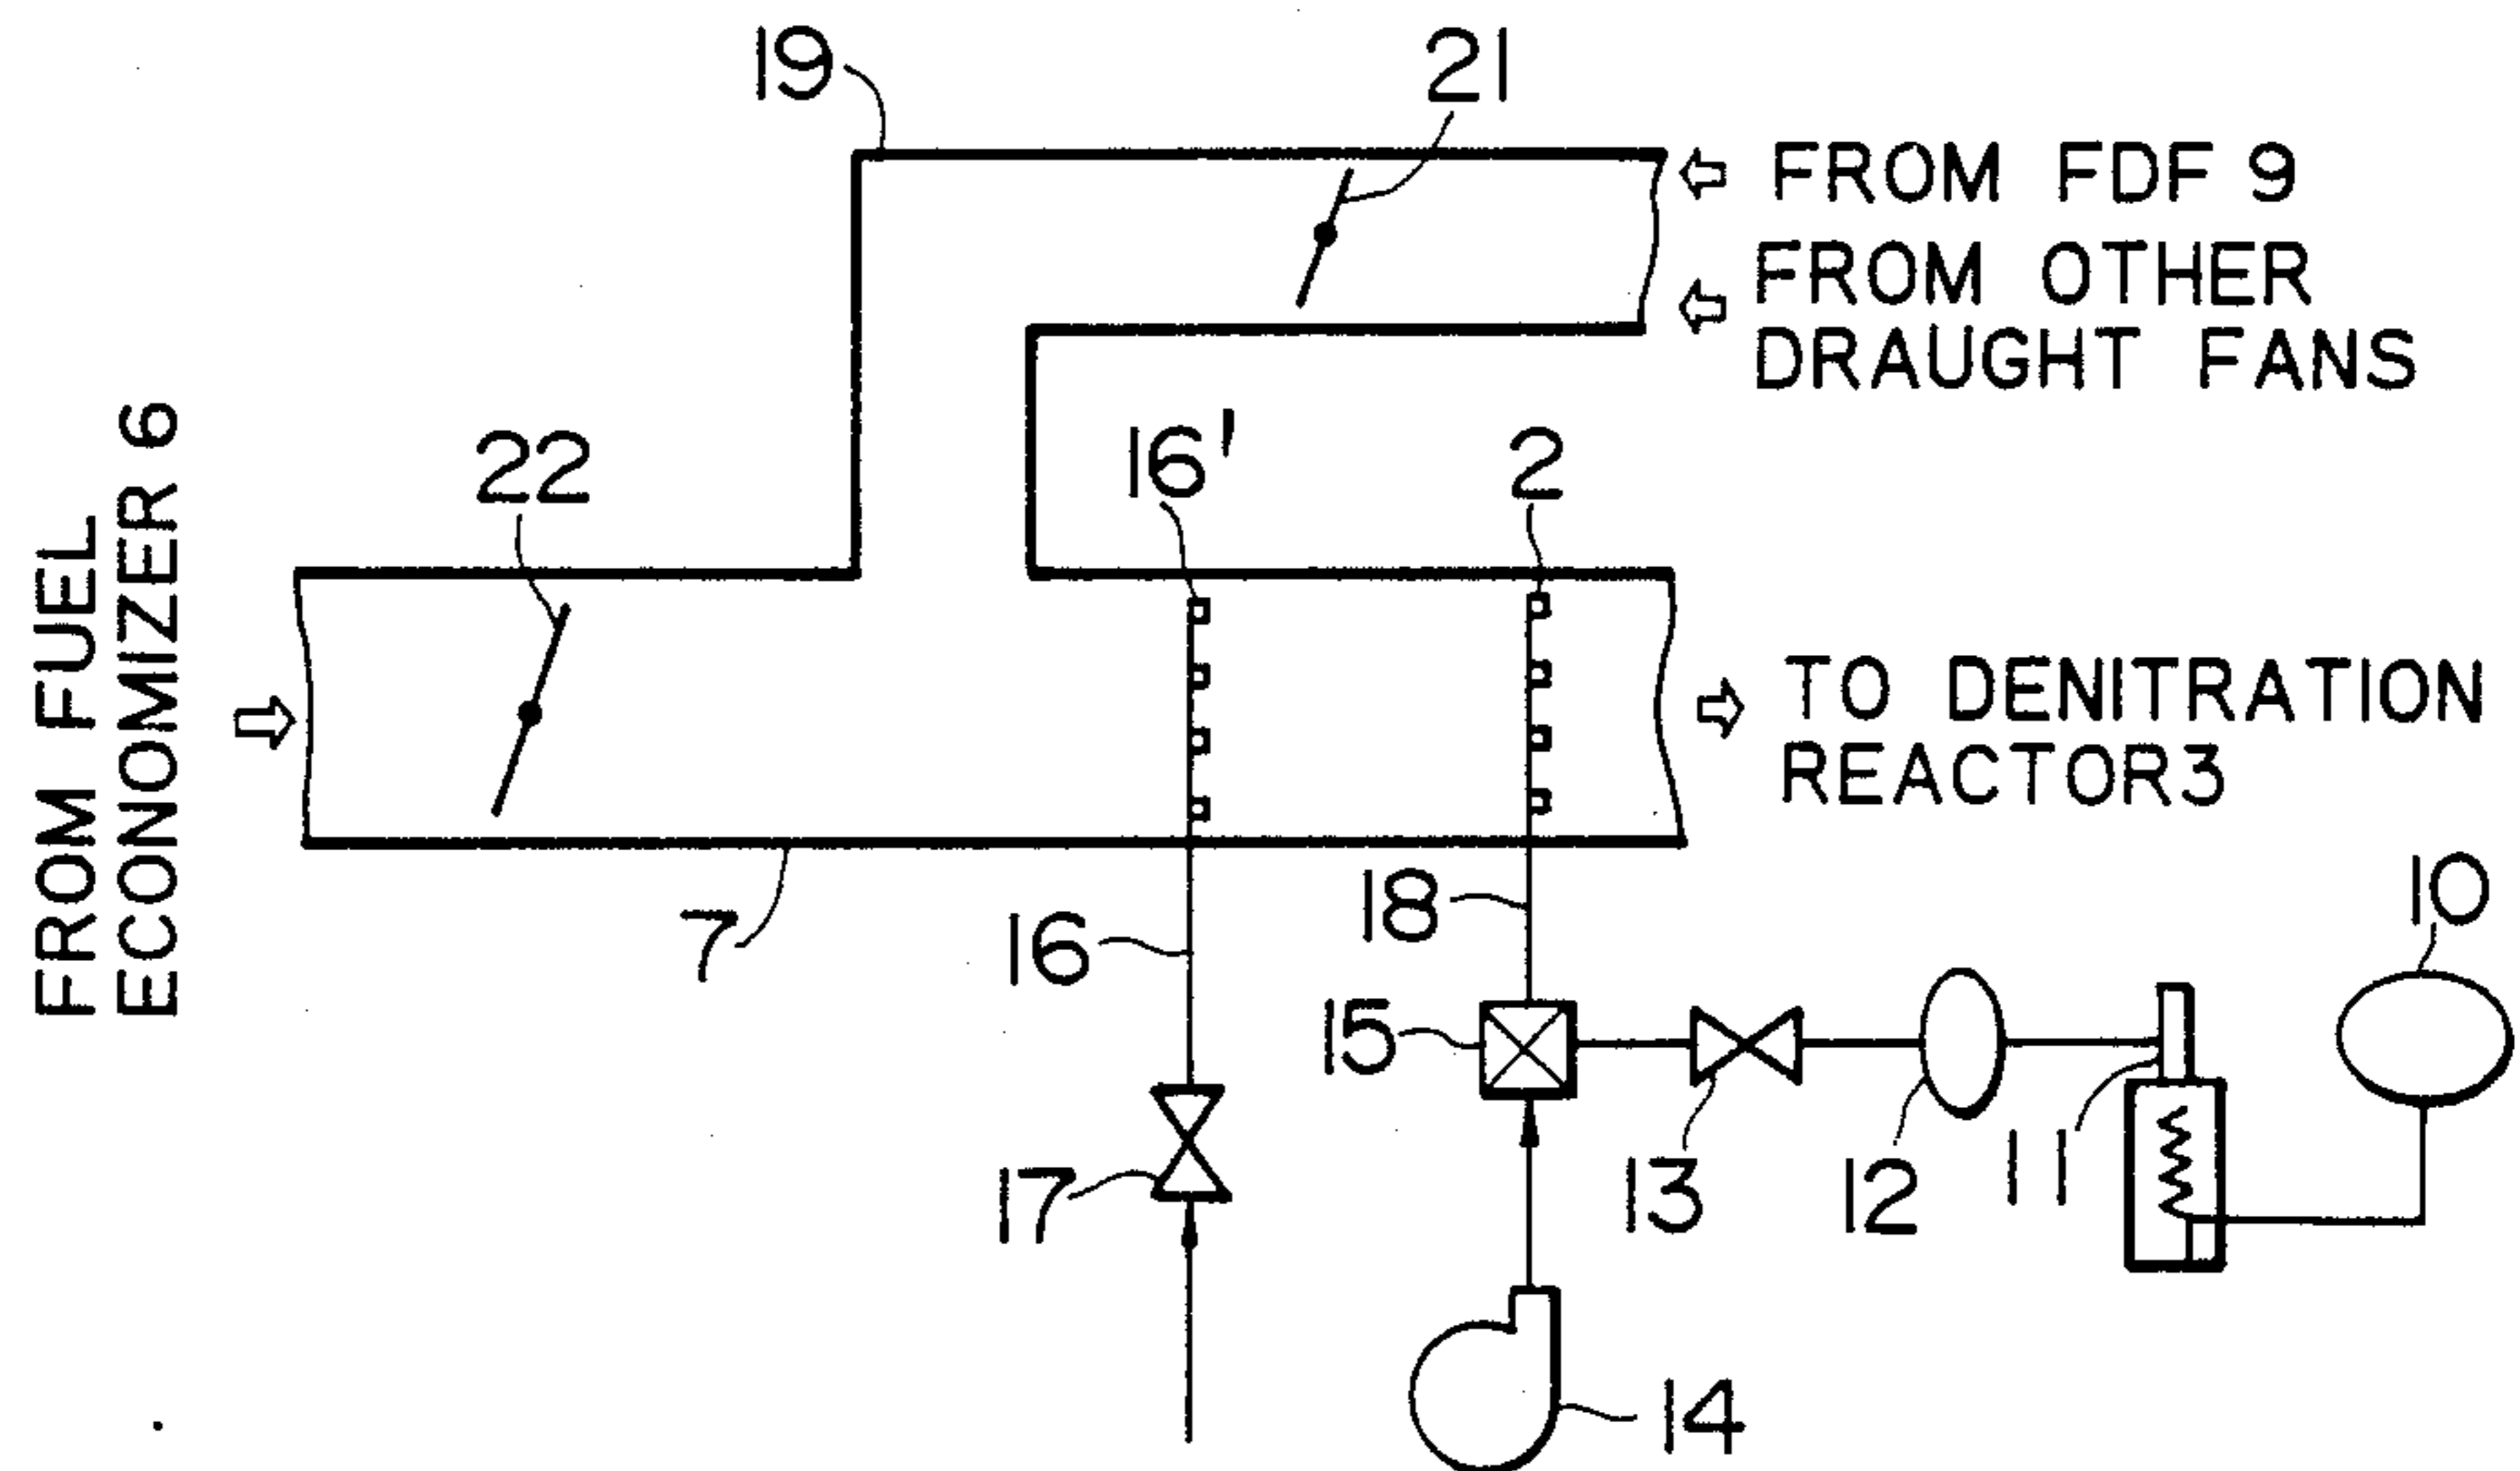 19
21
FROM FDF 9
FROM OTHER
DRAUGHT FANS
22
16'
2
FROM FUEL
ECONOMIZER 6
TO DENITRATION
REACTOR3
7
16
18
10
15
17
13
12
11
14